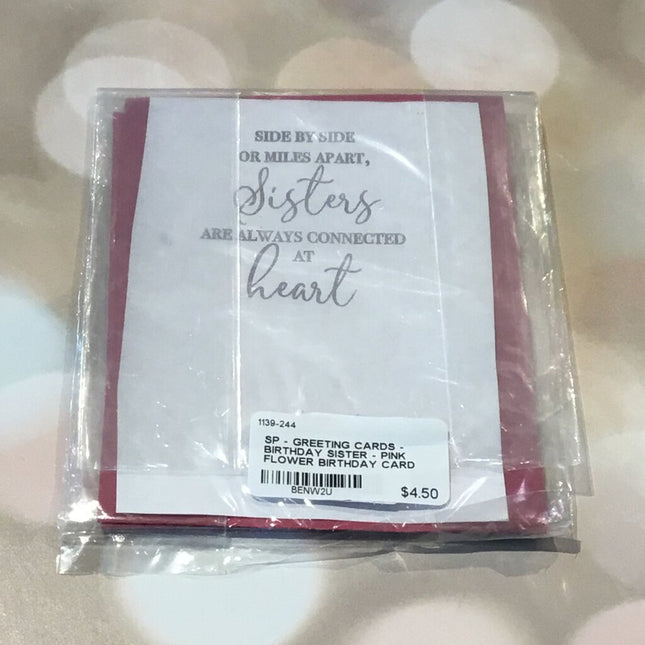 SIDE BY SIDE
OR MILES APART,
Sisters
ARE ALWAYS CONNECTED
AT
heart
1139-244
SP - GREETING CARDS -
BIRTHDAY SISTER - PINK
FLOWER BIRTHDAY CARD
8ENW2U
$4.50